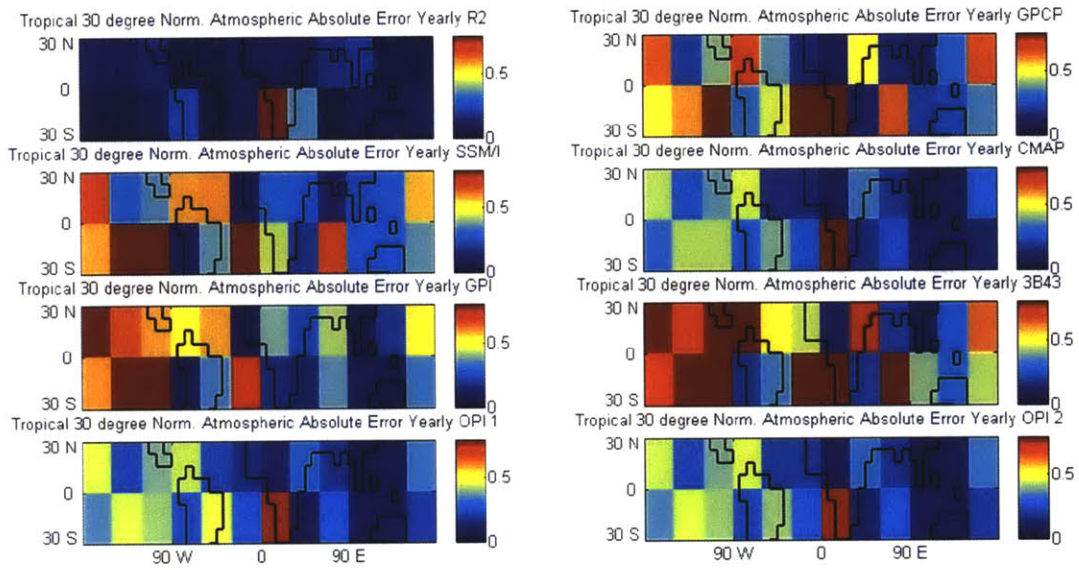 Tropical 30 degree Norm. Atmospheric Absolute Error Yearly R2
30 N
0
30 S
0.5
0
Tropical 30 degree Norm. Atmospheric Absolute Error Yearly SSM/I
30 N
0
30 S
0.5
0
Tropical 30 degree Norm. Atmospheric Absolute Error Yearly GPI
30 N
0
30 S
0.5
0
Tropical 30 degree Norm. Atmospheric Absolute Error Yearly OPI 1
30 N
0
30 S
0.5
0
90 W 0 90 E
Tropical 30 degree Norm. Atmospheric Absolute Error Yearly GPCP
30 N
0
30 S
0.5
0
Tropical 30 degree Norm. Atmospheric Absolute Error Yearly CMAP
30 N
0
30 S
0.5
0
Tropical 30 degree Norm. Atmospheric Absolute Error Yearly 3B43
30 N
0
30 S
0.5
0
Tropical 30 degree Norm. Atmospheric Absolute Error Yearly OPI 2
30 N
0
30 S
0.5
0
90 W 0 90 E